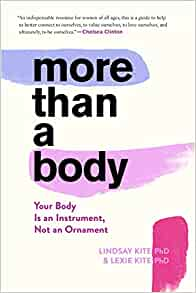 "An indispensable resource for women of all ages, this is a guide to help
us better connect to ourselves, to value ourselves, to love ourselves, and
ultimately, to be ourselves." —Chelsea Clinton
more
than
a
body
Your Body
Is an Instrument,
Not an Ornament
LINDSAY KITE, PhD
& LEXIE KITE, PhD